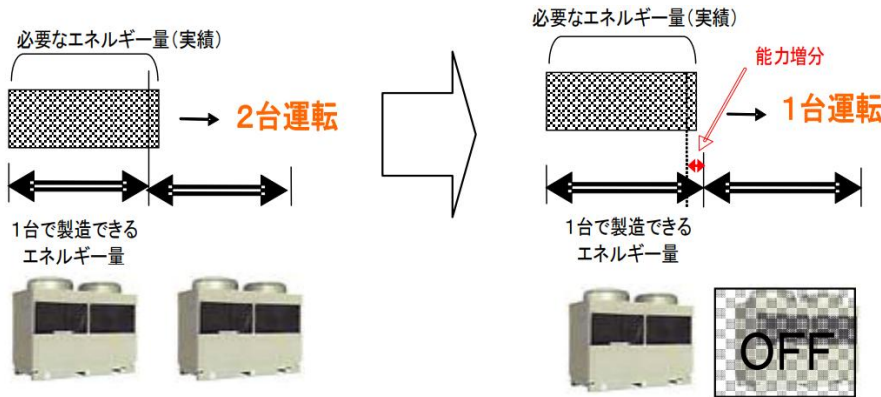 必要なエネルギー量(実績)
2台運転
1台で製造できる
エネルギー量
必要なエネルギー量(実績)
能力増分
1台運転
1台で製造できる
エネルギー量
OFF